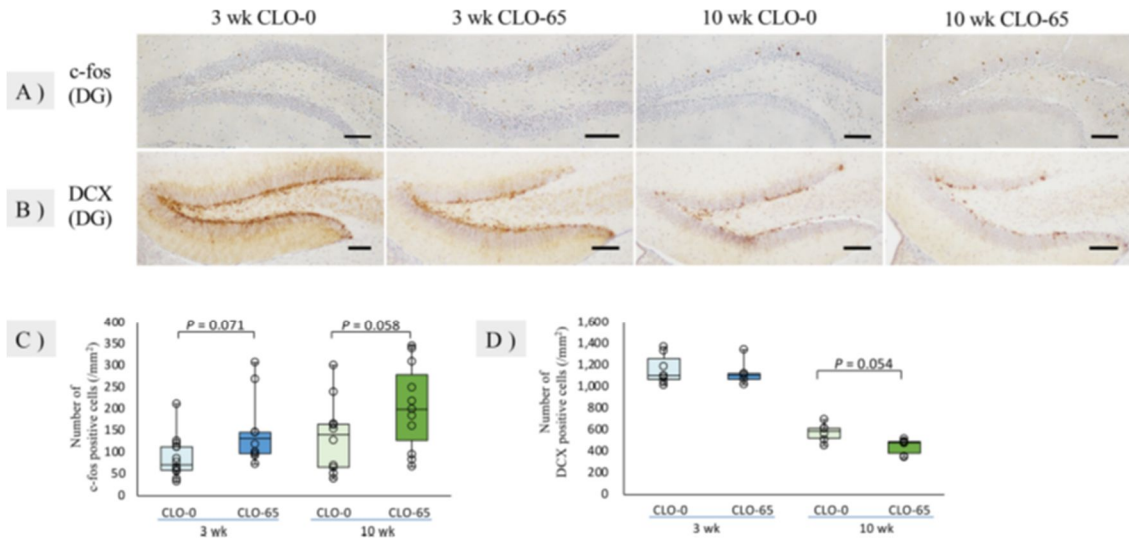 3 wk CLO-0 3 wk CLO-65 10 wk CLO-0 10 wk CLO-65
A ) c-fos
(DG)
B ) DCX
(DG)
C )
Number of
c-fos positive cells (/mm²)
400
350
300
250
200
150
100
50
0
P = 0.071 P = 0.058
CLO-0 CLO-65 CLO-0 CLO-65
3 wk 10 wk
D )
Number of
DCX positive cells (/mm²)
1,600
1,400
1,200
1,000
800
600
400
200
0
P = 0.054
CLO-0 CLO-65 CLO-0 CLO-65
3 wk 10 wk